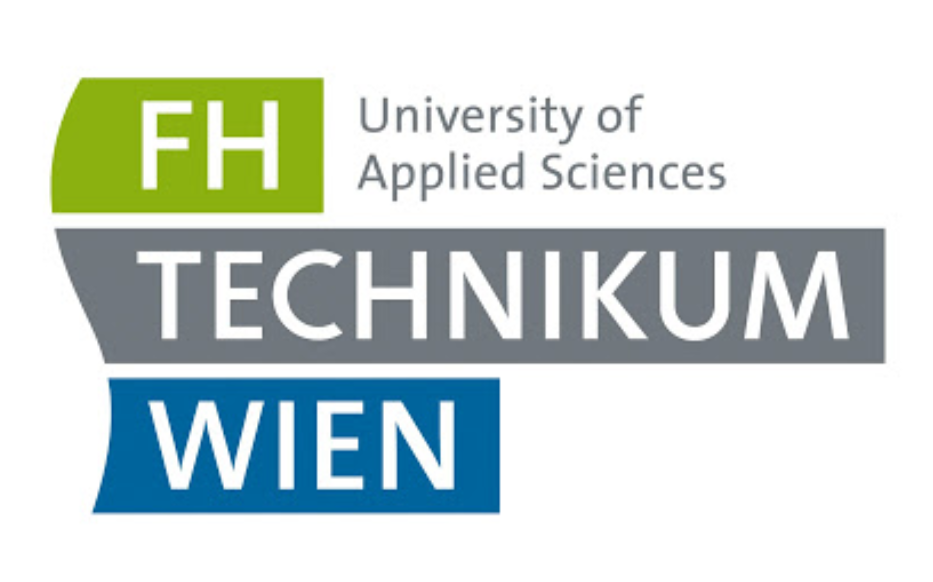 FH
University of
Applied Sciences
TECHNIKUM
WIEN